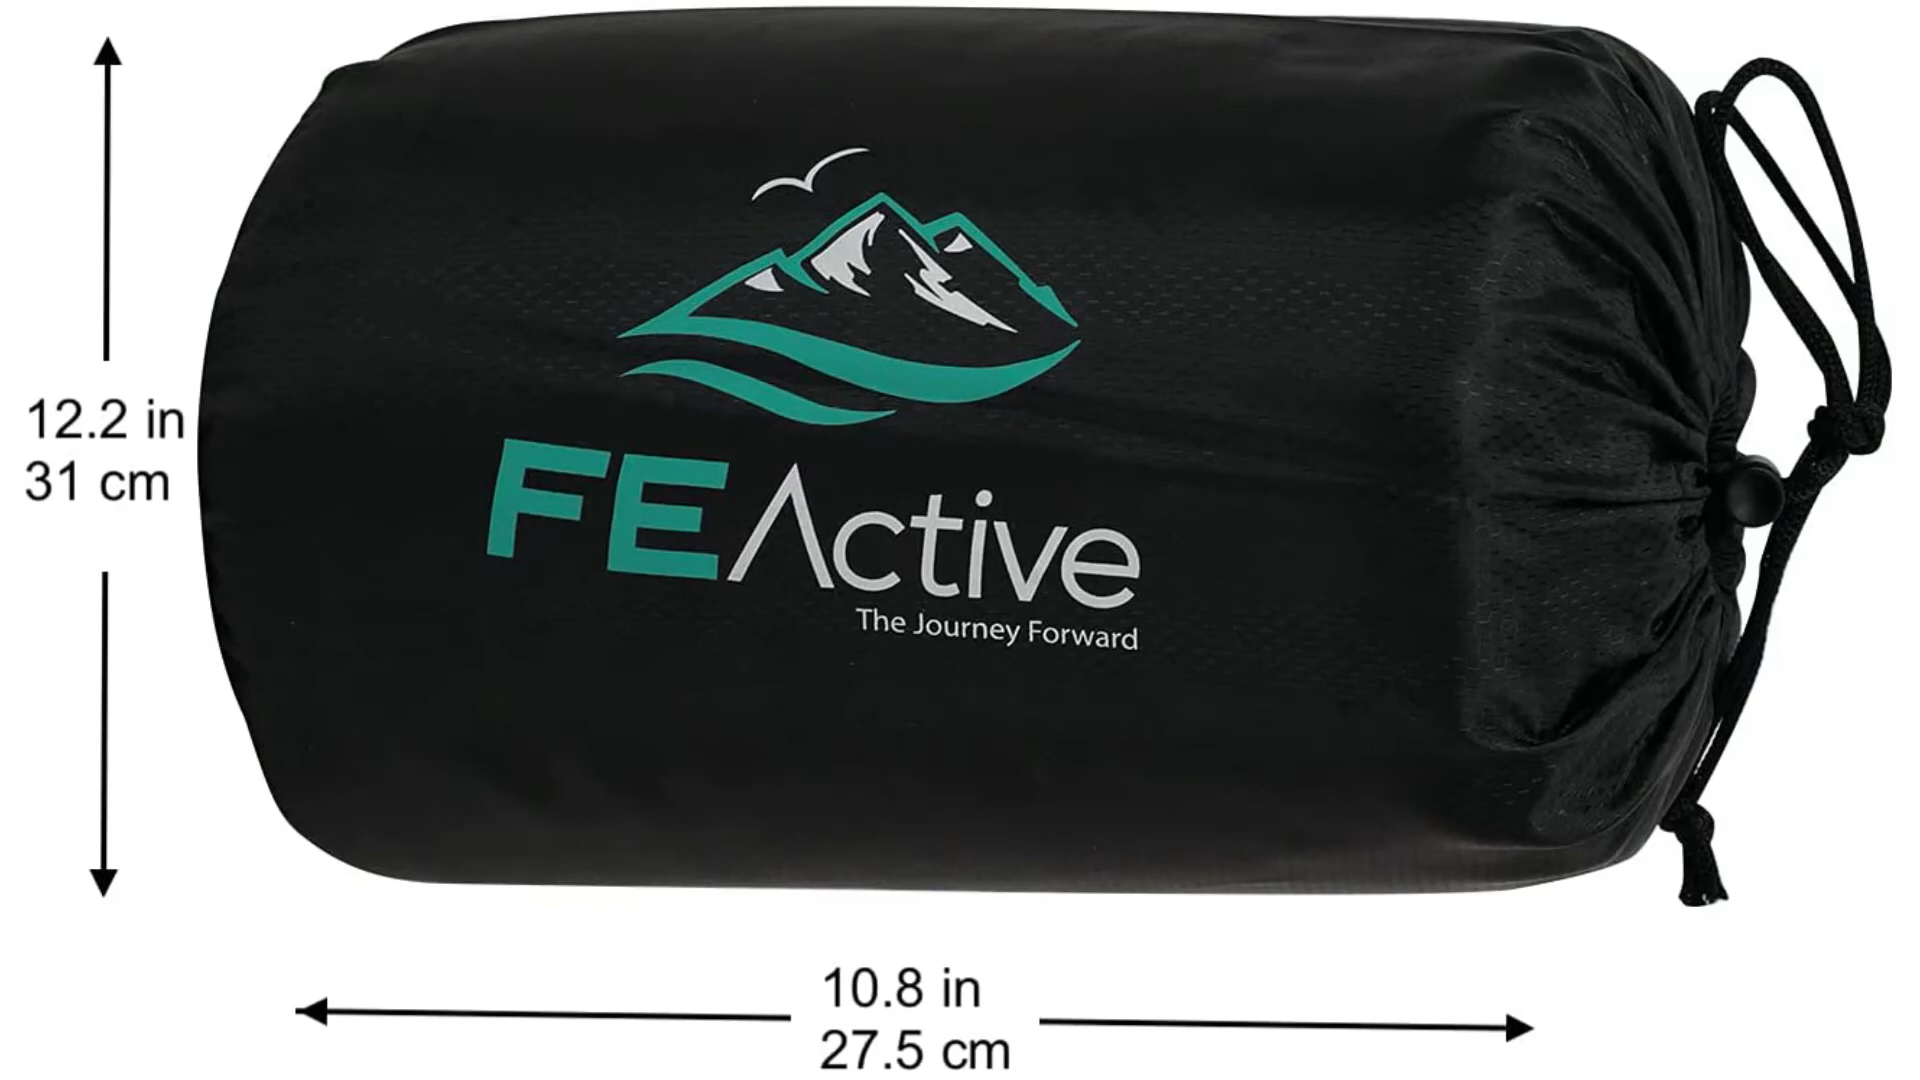 12.2 in
31 cm
FEActive
The Journey Forward
10.8 in
27.5 cm